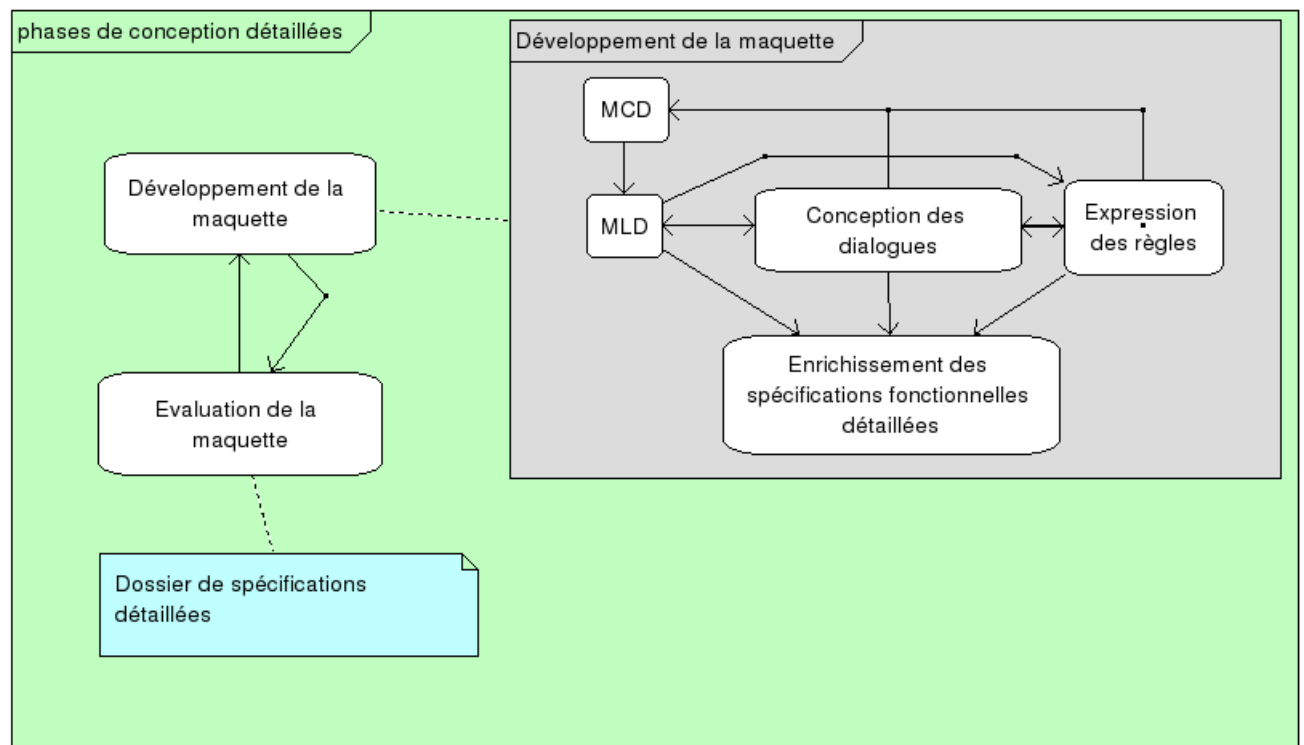 phases de conception détaillées
Développement de la maquette
MCD
Développement de la
maquette
MLD
Conception des
dialogues
Expression
des règles
Enrichissement des
spécifications fonctionnelles
détaillées
Evaluation de la
maquette
Dossier de spécifications
détaillées